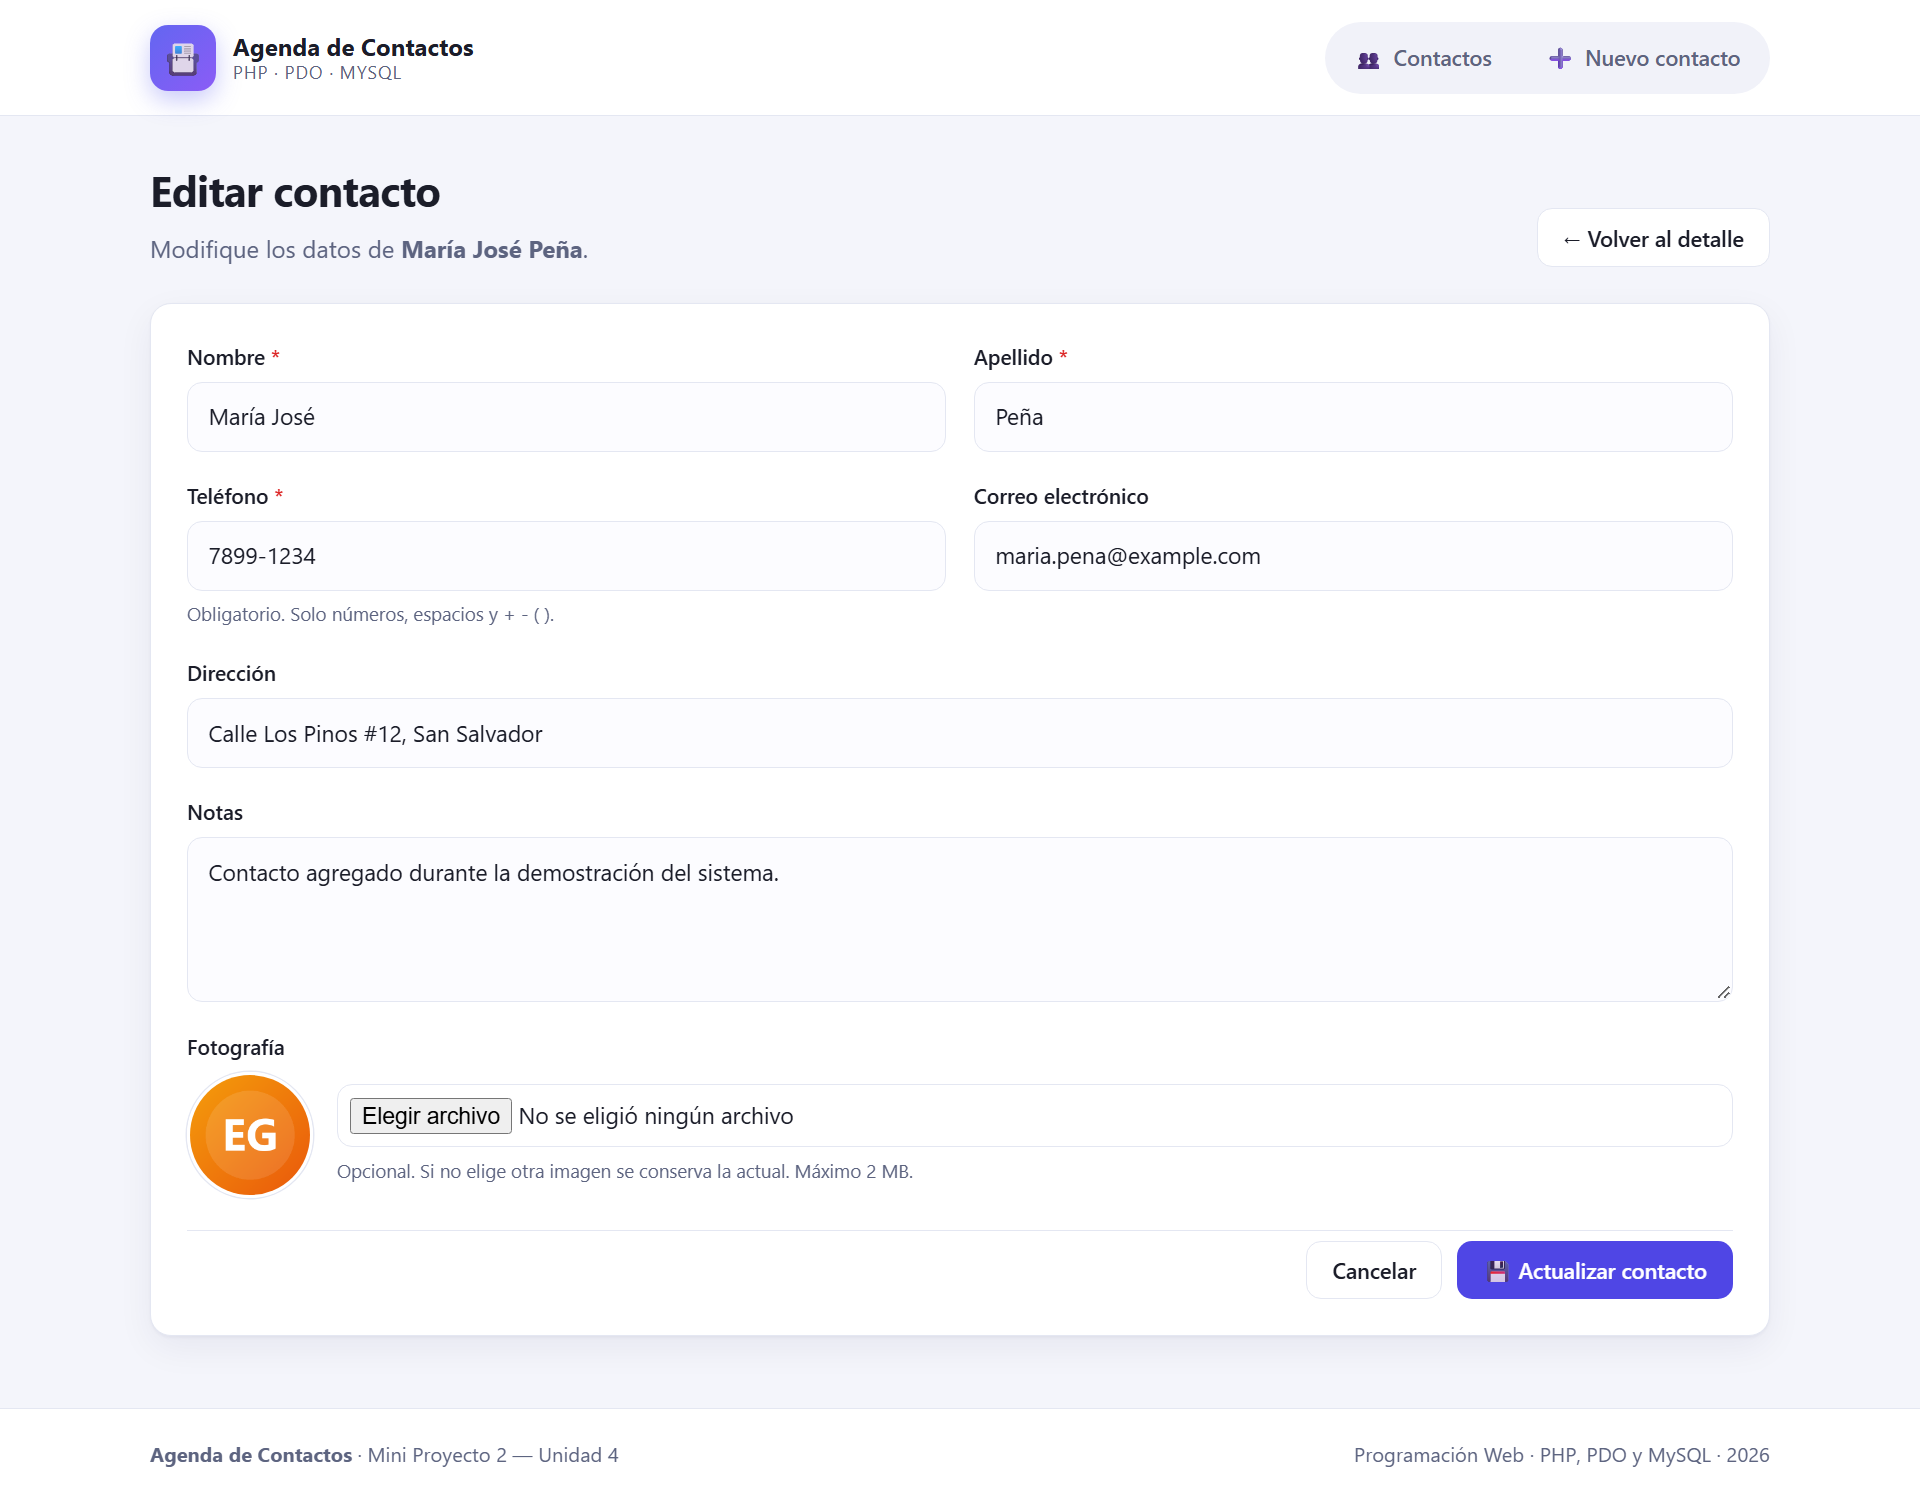 Agenda de Contactos
PHP · PDO · MYSQL
Contactos
Nuevo contacto
Editar contacto
Modifique los datos de María José Peña.
← Volver al detalle
Nombre *
Apellido *
María José
Peña
Teléfono *
Correo electrónico
7899-1234
maria.pena@example.com
Obligatorio. Solo números, espacios y + - ( ).
Dirección
Calle Los Pinos #12, San Salvador
Notas
Contacto agregado durante la demostración del sistema.
Fotografía
EG
Elegir archivo No se eligió ningún archivo
Opcional. Si no elige otra imagen se conserva la actual. Máximo 2 MB.
Cancelar
Actualizar contacto
Agenda de Contactos · Mini Proyecto 2 — Unidad 4
Programación Web · PHP, PDO y MySQL · 2026